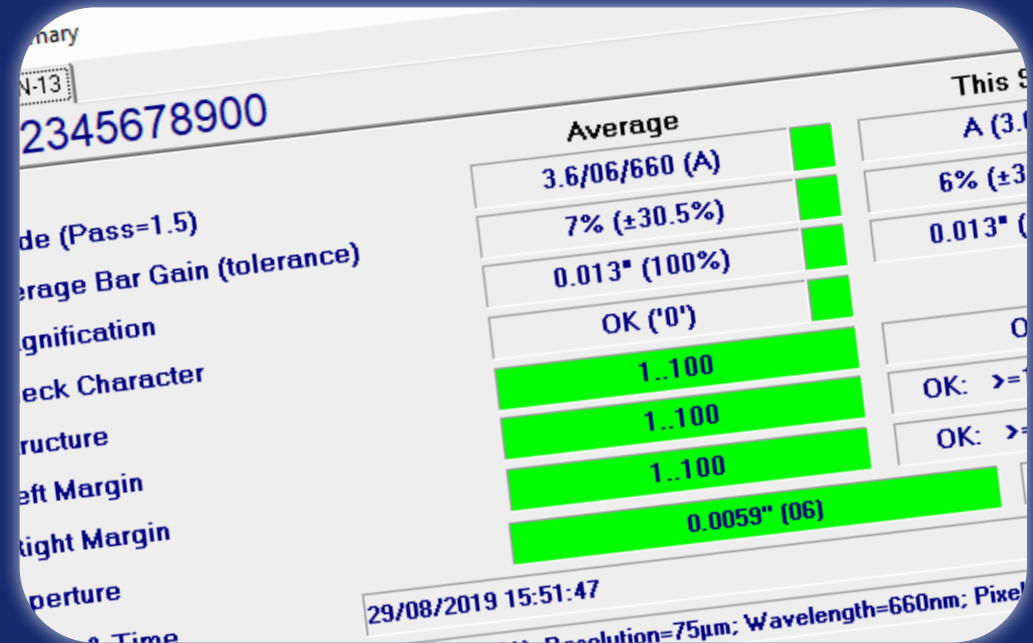 mary
N-13
2345678900
Average This S
de (Pass=1.5) 3.6/06/660 (A) A (3.
erage Bar Gain (tolerance) 7% (±30.5%) 6% (±3
gnification 0.013" (100%) 0.013" (
eck Character OK ('0')
ructure 1..100 O
eft Margin 1..100 OK: >=
Right Margin 1..100 OK: >=
perture 0.0059" (06)
& Time 29/08/2019 15:51:47
Resolution=75µm; Wavelength=660nm; Pixel